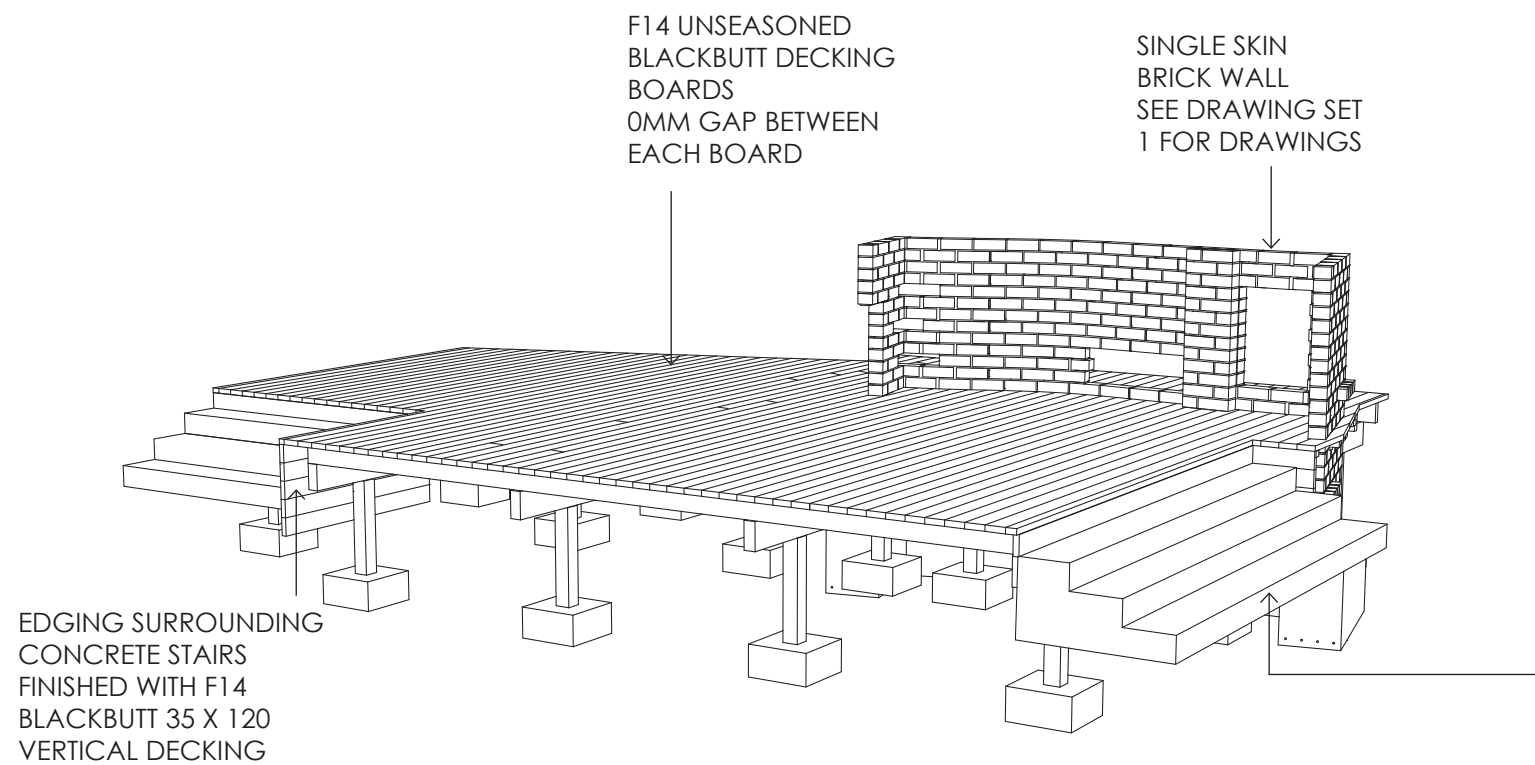 F14 UNSEASONED
BLACKBUTT DECKING
BOARDS
0MM GAP BETWEEN
EACH BOARD
SINGLE SKIN
BRICK WALL
SEE DRAWING SET
1 FOR DRAWINGS
EDGING SURROUNDING
CONCRETE STAIRS
FINISHED WITH F14
BLACKBUTT 35 X 120
VERTICAL DECKING